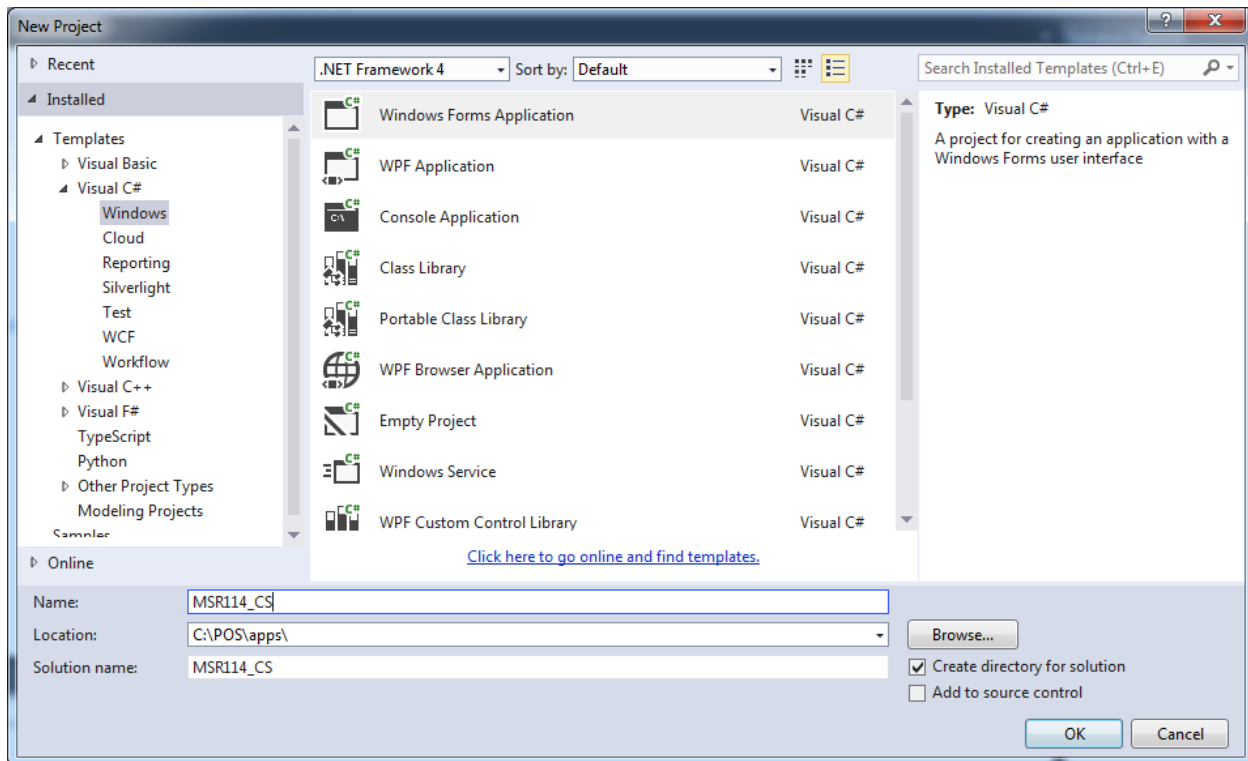 New Project
Recent
.NET Framework 4
Sort by: Default
Search Installed Templates (Ctrl+E)
Installed
Templates
Visual Basic
Visual C#
Windows
Cloud
Reporting
Silverlight
Test
WCF
Workflow
Visual C++
Visual F#
TypeScript
Python
Other Project Types
Modeling Projects
Samples
Online
C# Windows Forms Application Visual C#
C# WPF Application Visual C#
C# C:\ Console Application Visual C#
C# Class Library Visual C#
C# Portable Class Library Visual C#
C# WPF Browser Application Visual C#
C# Empty Project Visual C#
C# Windows Service Visual C#
C# WPF Custom Control Library Visual C#
Click here to go online and find templates.
Type: Visual C#
A project for creating an application with a
Windows Forms user interface
Name: MSR114_CS
Location: C:\POS\apps\
Browse...
Solution name: MSR114_CS
Create directory for solution
Add to source control
OK Cancel